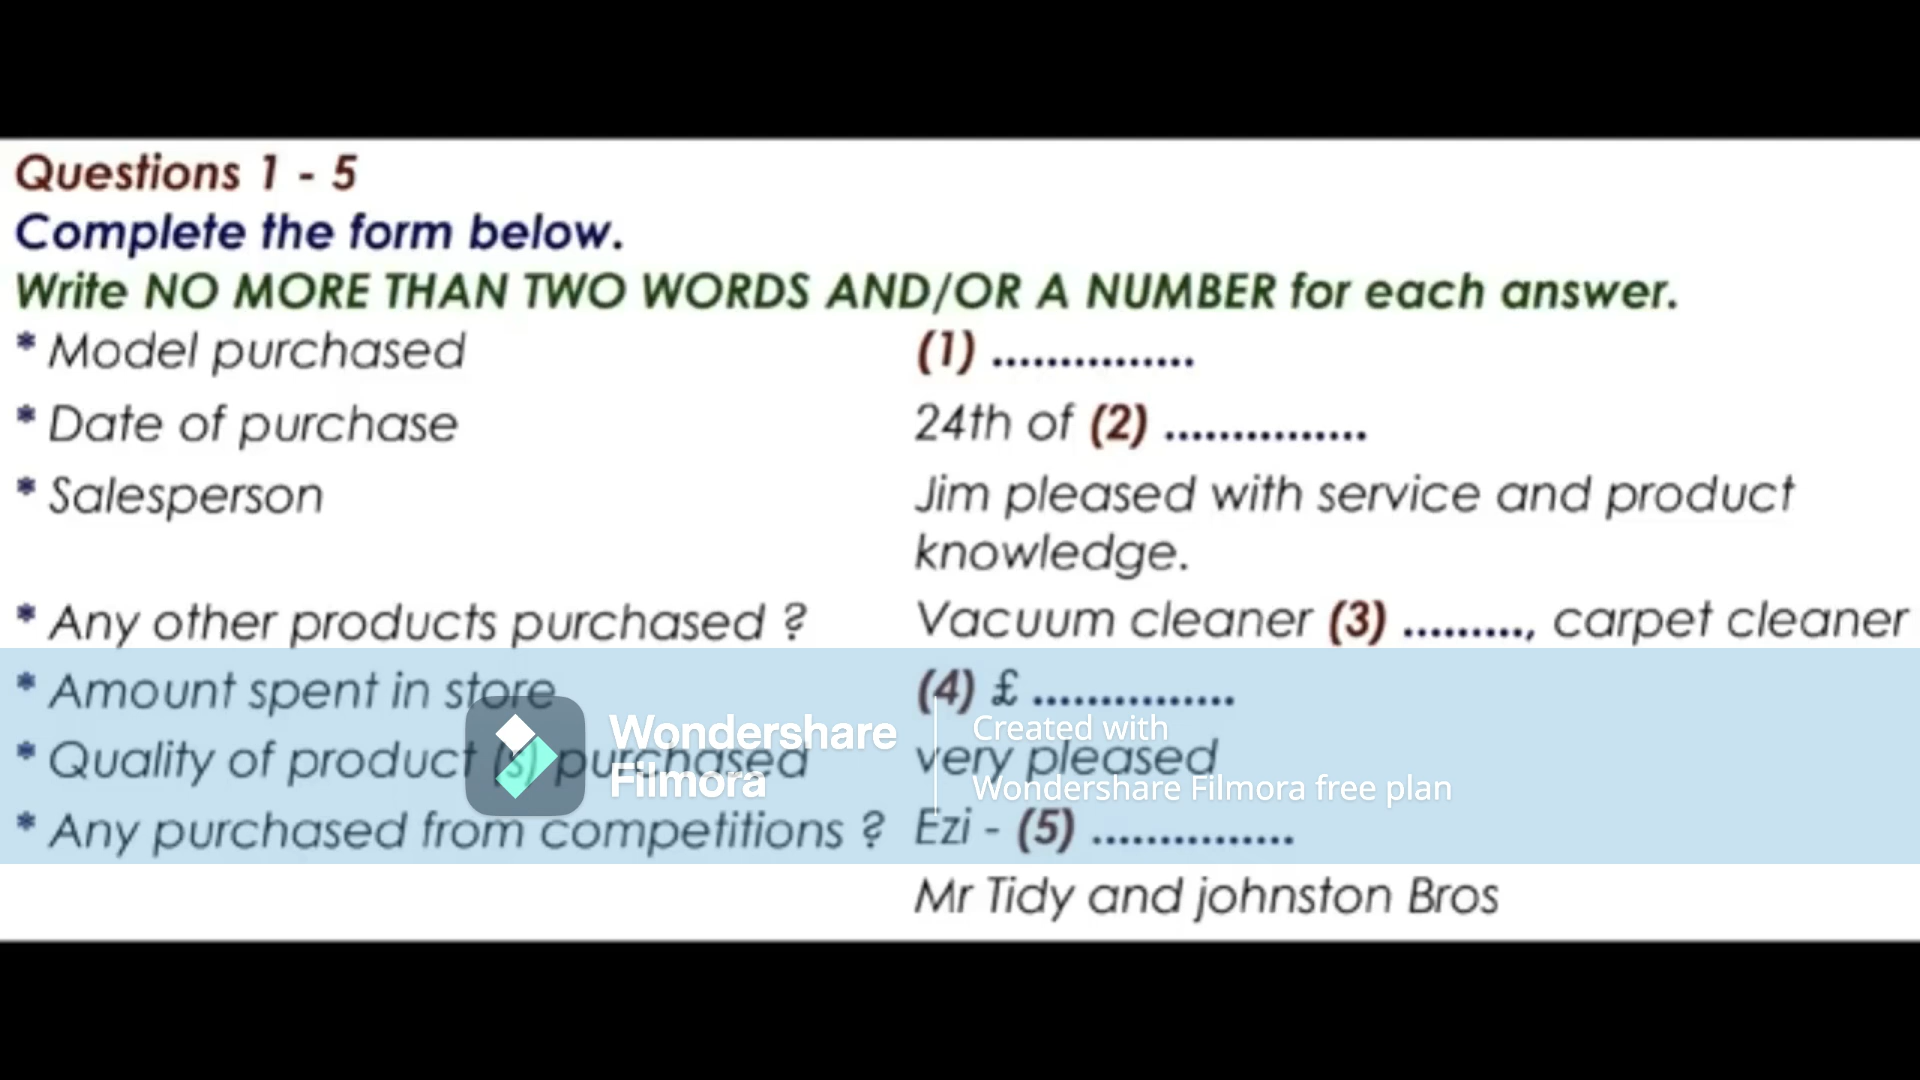 Questions 1 - 5
Complete the form below.
Write NO MORE THAN TWO WORDS AND/OR A NUMBER for each answer.
* Model purchased (1) ...............
* Date of purchase 24th of (2) ...............
* Salesperson Jim pleased with service and product
knowledge.
* Any other products purchased ? Vacuum cleaner (3) ........., carpet cleaner
* Amount spent in store (4) £ ...............
* Quality of product (s) purchased very pleased
* Any purchased from competitions ? Ezi - (5) ...............
Mr Tidy and johnston Bros
Wondershare
Filmora
Created with
Wondershare Filmora free plan